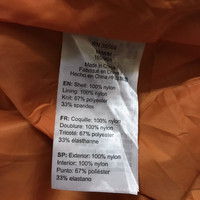 Made in China
Fabriqué en Chine
Hecho en China
EN: Shell: 100% nylon
Lining: 100% nylon
Knit: 67% polyester
33% spandex
FR: Coquille: 100% nylon
Doublure: 100% nylon
Tricoté: 67% polyester
33% élasthanne
SP: Exterior: 100% nylon
Interior: 100% nylon
Punto: 67% poliéster
33% elastano